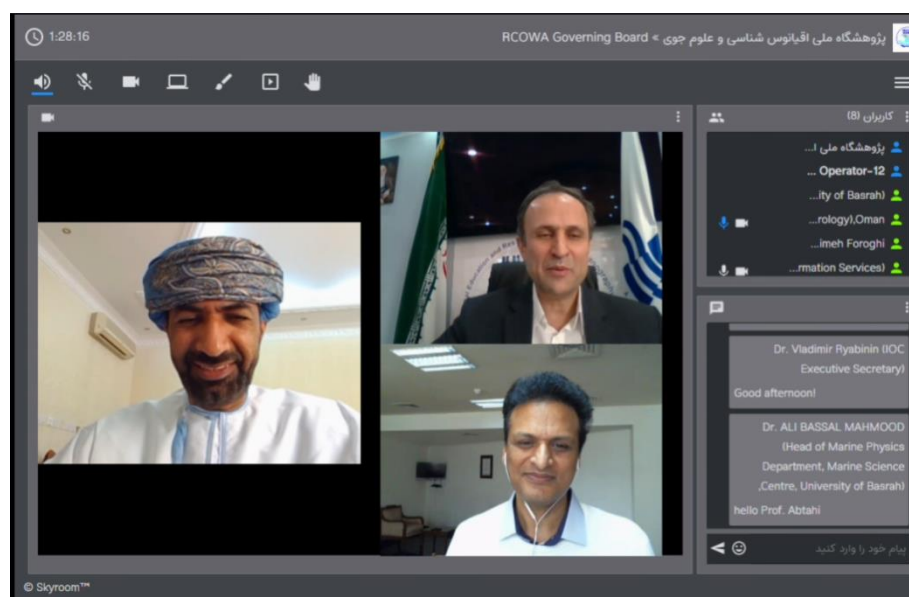 1:28:16
پژوهشگاه ملی اقیانوس شناسی و علوم جوی » RCOWA Governing Board
کاربران (8)
پژوهشگاه ملی ا...
Operator-12 ...
...ity of Basrah)
...rology),Oman
...imeh Foroghi
...rmation Services)
Dr. Vladimir Ryabinin (IOC
Executive Secretary)
Good afternoon!
Dr. ALI BASSAL MAHMOOD
(Head of Marine Physics
Department, Marine Science
,Centre, University of Basrah)
hello Prof. Abtahi
پیام خود را وارد کنید
© Skyroom™